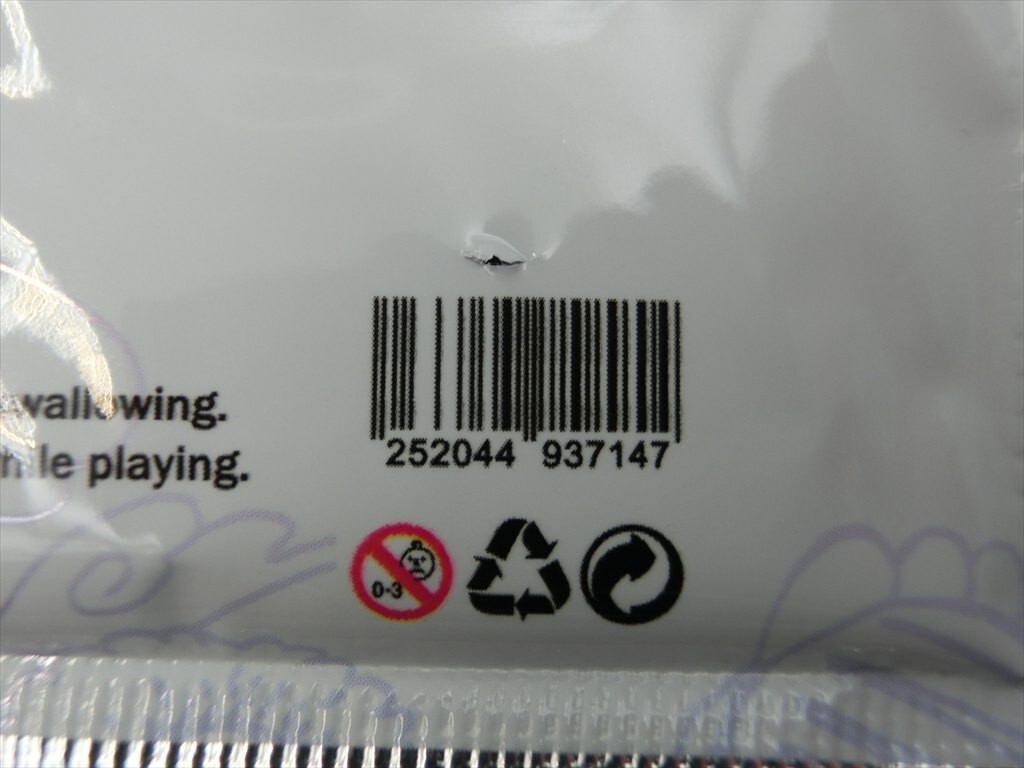 wallowing.
hile playing.
252044 937147
0-3